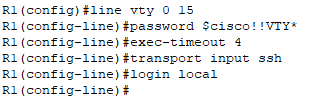 R1(config)#line vty 0 15
R1(config-line)#password $cisco!!VTY*
R1(config-line)#exec-timeout 4
R1(config-line)#transport input ssh
R1(config-line)#login local
R1(config-line)#